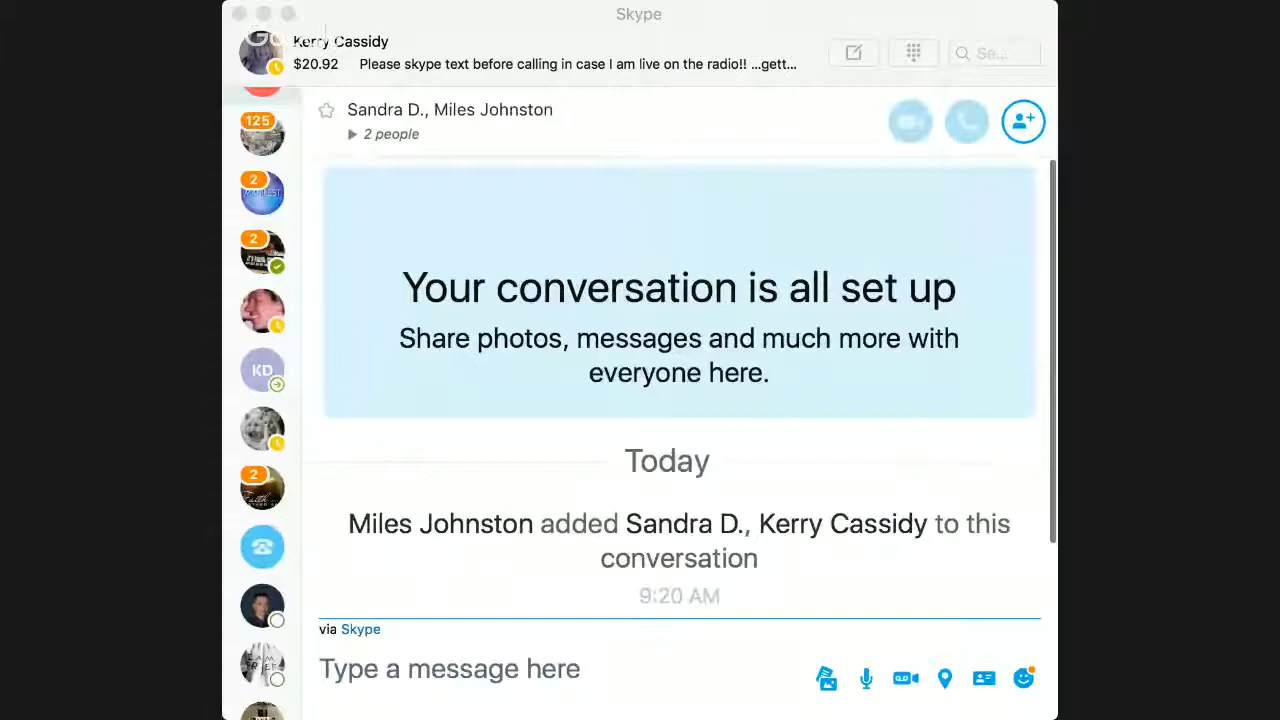 Skype
Kerry Cassidy
$20.92 Please skype text before calling in case I am live on the radio!! ...gett...
Se...
Sandra D., Miles Johnston
2 people
125
2
2
KD
2
Faith
Your conversation is all set up
Share photos, messages and much more with
everyone here.
Today
Miles Johnston added Sandra D., Kerry Cassidy to this
conversation
9:20 AM
via Skype
Type a message here